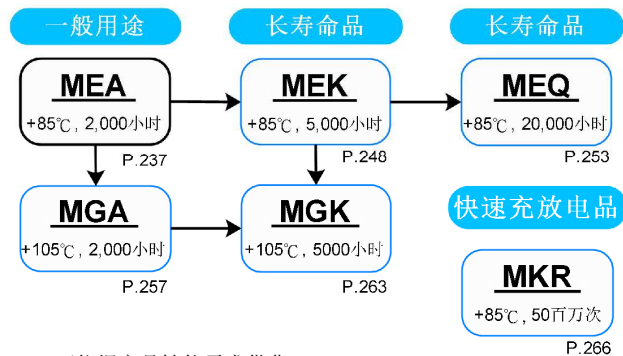 一般用途
长寿命品
长寿命品
MEA
+85℃, 2,000小时
P.237
MEK
+85℃, 5,000小时
P.248
MEQ
+85℃, 20,000小时
P.253
MGA
+105℃, 2,000小时
P.257
MGK
+105℃, 5000小时
P.263
快速充放电品
MKR
+85℃, 50百万次
P.266